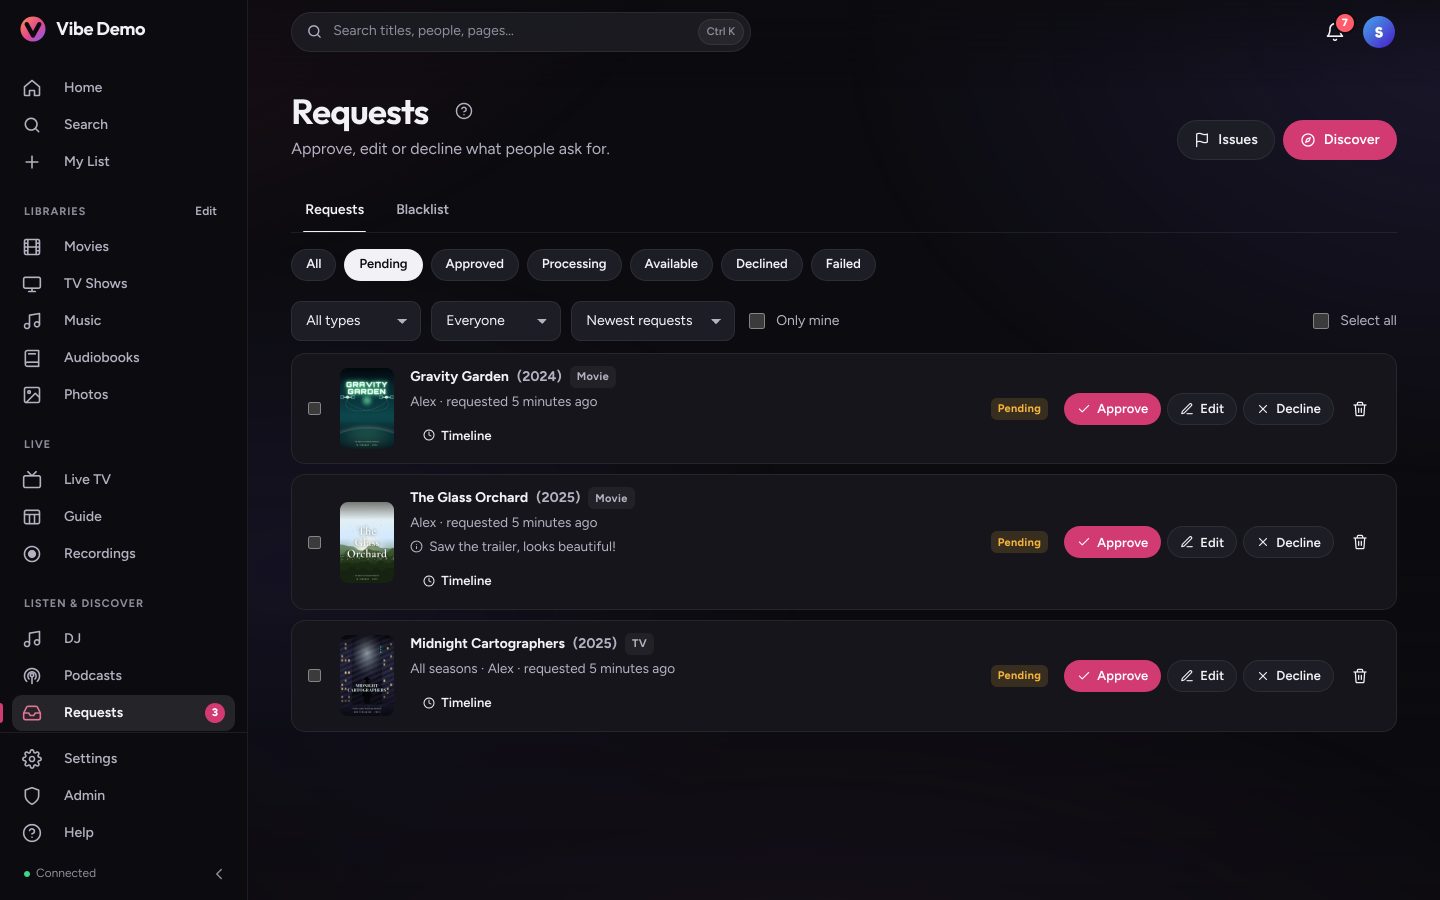 Vibe Demo
Search titles, people, pages...
Ctrl K
7
S
Home
Search
My List
LIBRARIES
Edit
Movies
TV Shows
Music
Audiobooks
Photos
LIVE
Live TV
Guide
Recordings
LISTEN & DISCOVER
DJ
Podcasts
Requests
3
Settings
Admin
Help
Connected
Requests
Approve, edit or decline what people ask for.
Issues
Discover
Requests
Blacklist
All
Pending
Approved
Processing
Available
Declined
Failed
All types
Everyone
Newest requests
Only mine
Select all
GRAVITY
GARDEN
Gravity Garden (2024) Movie
Alex · requested 5 minutes ago
Timeline
Pending
Approve
Edit
Decline
The
Glass
Orchard
The Glass Orchard (2025) Movie
Alex · requested 5 minutes ago
Saw the trailer, looks beautiful!
Timeline
Pending
Approve
Edit
Decline
MIDNIGHT
CARTOGRAPHERS
Midnight Cartographers (2025) TV
All seasons · Alex · requested 5 minutes ago
Timeline
Pending
Approve
Edit
Decline